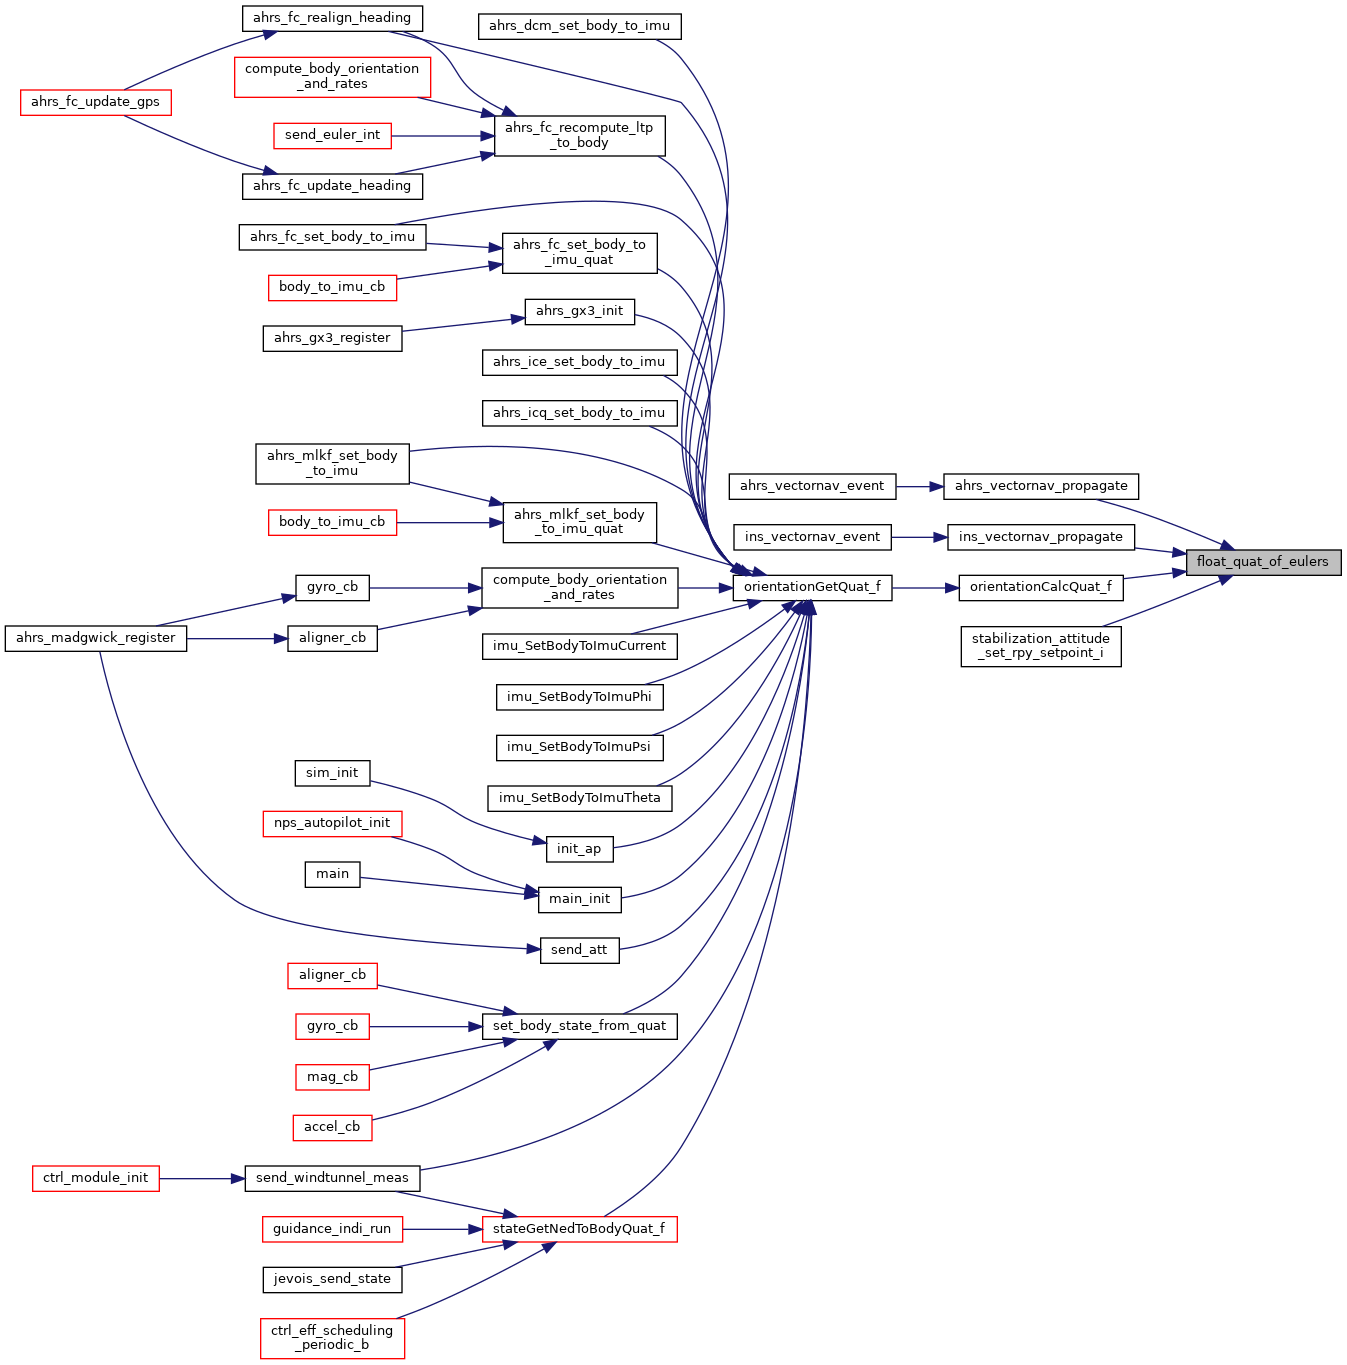 ahrs_fc_realign_heading
ahrs_dcm_set_body_to_imu
compute_body_orientation
_and_rates
ahrs_fc_update_gps
ahrs_fc_recompute_ltp
_to_body
send_euler_int
ahrs_fc_update_heading
ahrs_fc_set_body_to_imu
ahrs_fc_set_body_to
_imu_quat
body_to_imu_cb
ahrs_gx3_init
ahrs_gx3_register
ahrs_ice_set_body_to_imu
ahrs_icq_set_body_to_imu
ahrs_mlkf_set_body
_to_imu
ahrs_vectornav_event
ahrs_vectornav_propagate
ahrs_mlkf_set_body
_to_imu_quat
body_to_imu_cb
ins_vectornav_event
ins_vectornav_propagate
float_quat_of_eulers
compute_body_orientation
_and_rates
gyro_cb
orientationGetQuat_f
orientationCalcQuat_f
ahrs_madgwick_register
aligner_cb
imu_SetBodyToImuCurrent
stabilization_attitude
_set_rpy_setpoint_i
imu_SetBodyToImuPhi
imu_SetBodyToImuPsi
sim_init
imu_SetBodyToImuTheta
nps_autopilot_init
init_ap
main
main_init
send_att
aligner_cb
gyro_cb
set_body_state_from_quat
mag_cb
accel_cb
ctrl_module_init
send_windtunnel_meas
guidance_indi_run
stateGetNedToBodyQuat_f
jevois_send_state
ctrl_eff_scheduling
_periodic_b